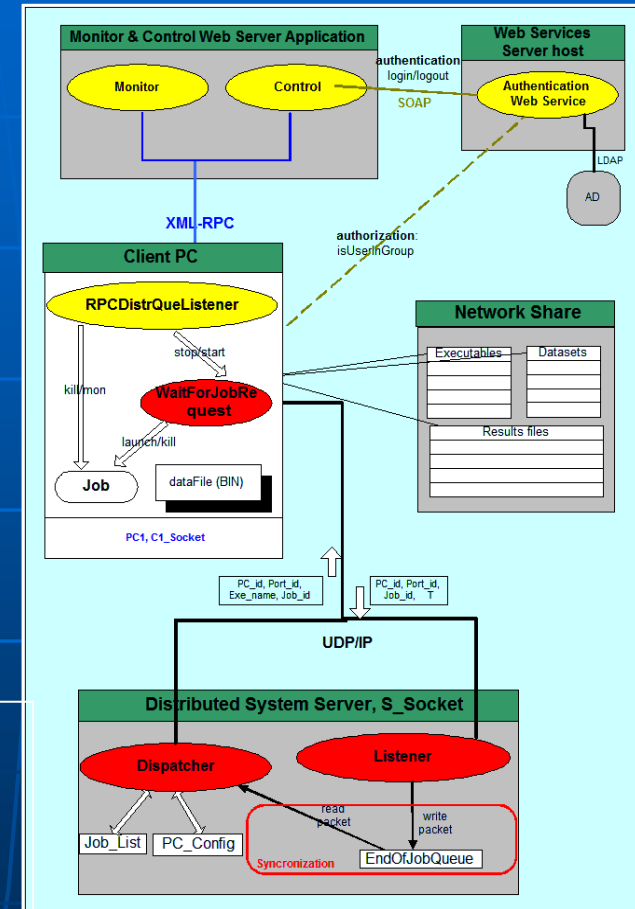 Monitor & Control Web Server Application
Web Services
Server host
authentication:
login/logout
Monitor
Control
SOAP
Authentication
Web Service
LDAP
AD
XML-RPC
authorization:
isUserInGroup
Client PC
RPCDistrQueListener
Network Share
stop/start
Executables
Datasets
kill/mon
WaitForJobRe
quest
launch/kill
Results files
Job
dataFile (BIN)
PC1, C1_Socket
PC_id, Port_id,
Exe_name, Job_id
PC_id, Port_id,
Job_id, T
UDP/IP
Distributed System Server, S_Socket
Dispatcher
Listener
read
packet
write
packet
Job_List
PC_Config
Syncronization
EndOfJobQueue